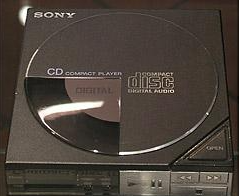 SONY
CD COMPACT PLAYER
DIGITAL
COMPACT
disc
DIGITAL AUDIO
OPEN